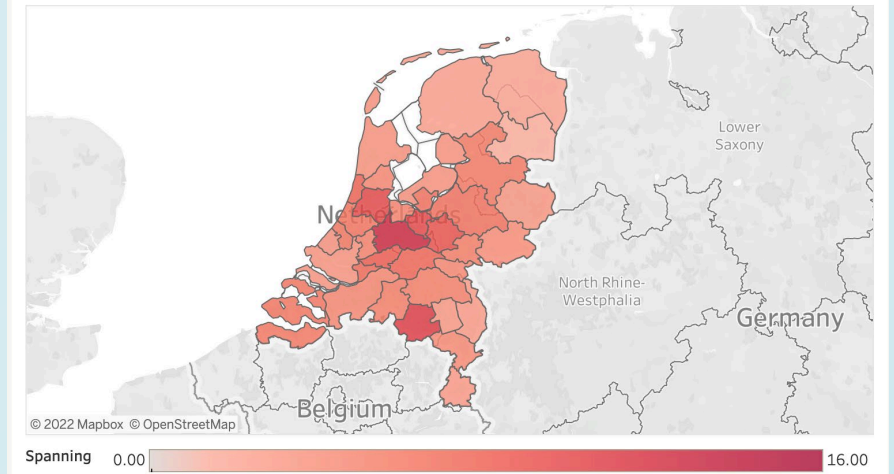 Lower
Saxony
Netherlands
North Rhine-
Westphalia
Germany
Belgium
© 2022 Mapbox © OpenStreetMap
Spanning 0.00 16.00